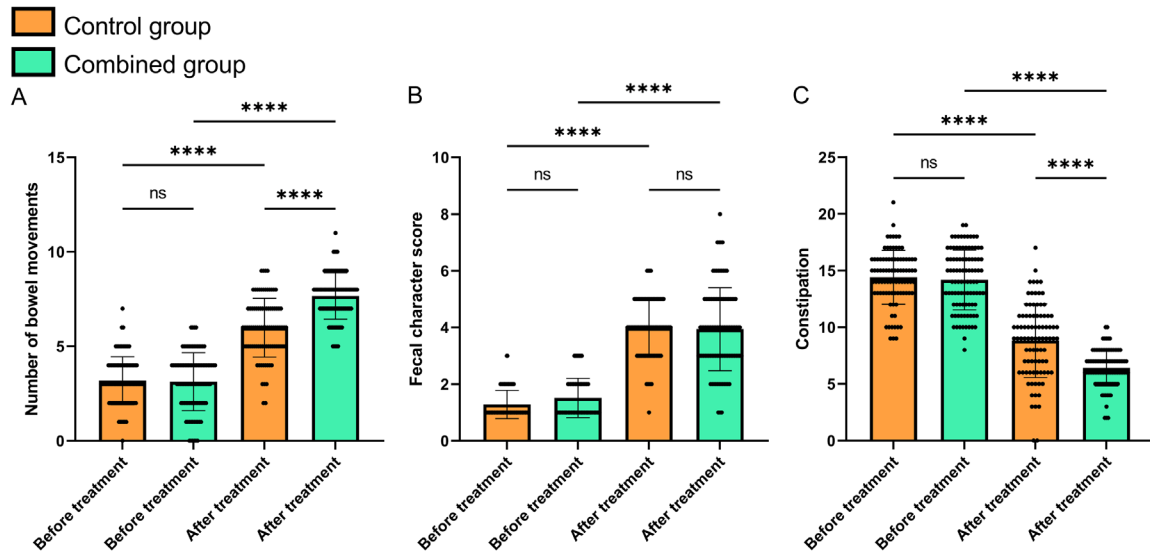 Control group
Combined group
A
****
****
ns
****
Number of bowel movements
15
10
5
0
Before treatment
Before treatment
After treatment
After treatment
B
****
****
ns
ns
Fecal character score
10
8
6
4
2
0
Before treatment
Before treatment
After treatment
After treatment
C
****
****
ns
****
Constipation
25
20
15
10
5
0
Before treatment
Before treatment
After treatment
After treatment